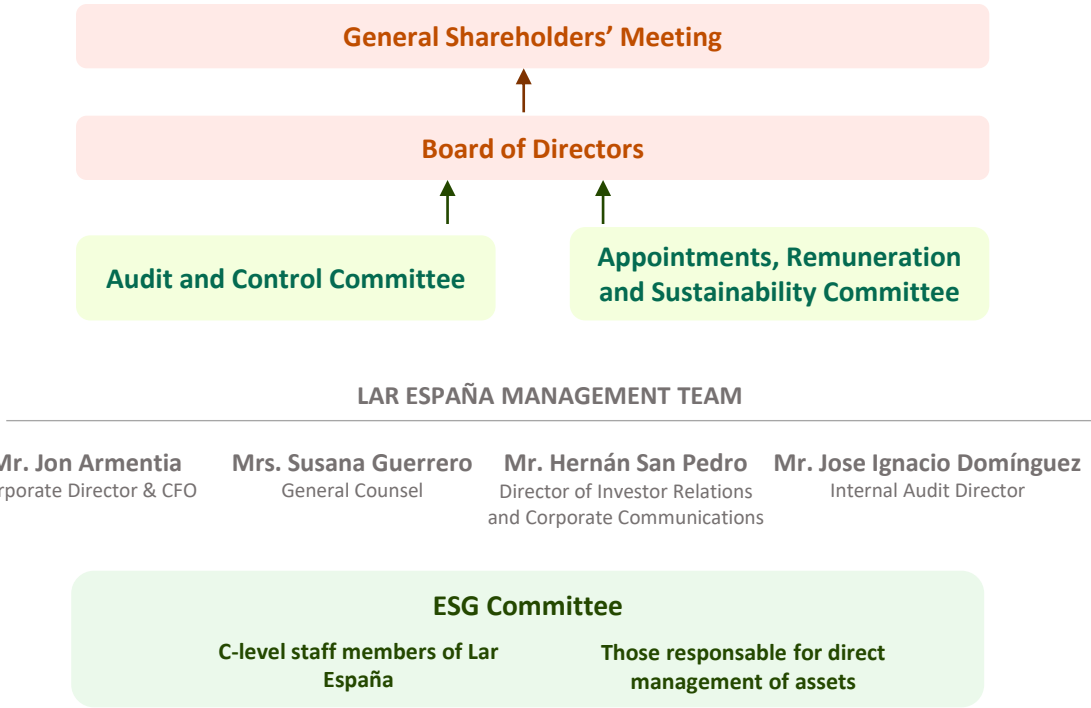 General Shareholders' Meeting
Board of Directors
Audit and Control Committee
Appointments, Remuneration
and Sustainability Committee
LAR ESPAÑA MANAGEMENT TEAM
Mr. Jon Armentia
rporate Director & CFO
Mrs. Susana Guerrero
General Counsel
Mr. Hernán San Pedro
Director of Investor Relations
and Corporate Communications
Mr. Jose Ignacio Domínguez
Internal Audit Director
ESG Committee
C-level staff members of Lar
España
Those responsable for direct
management of assets